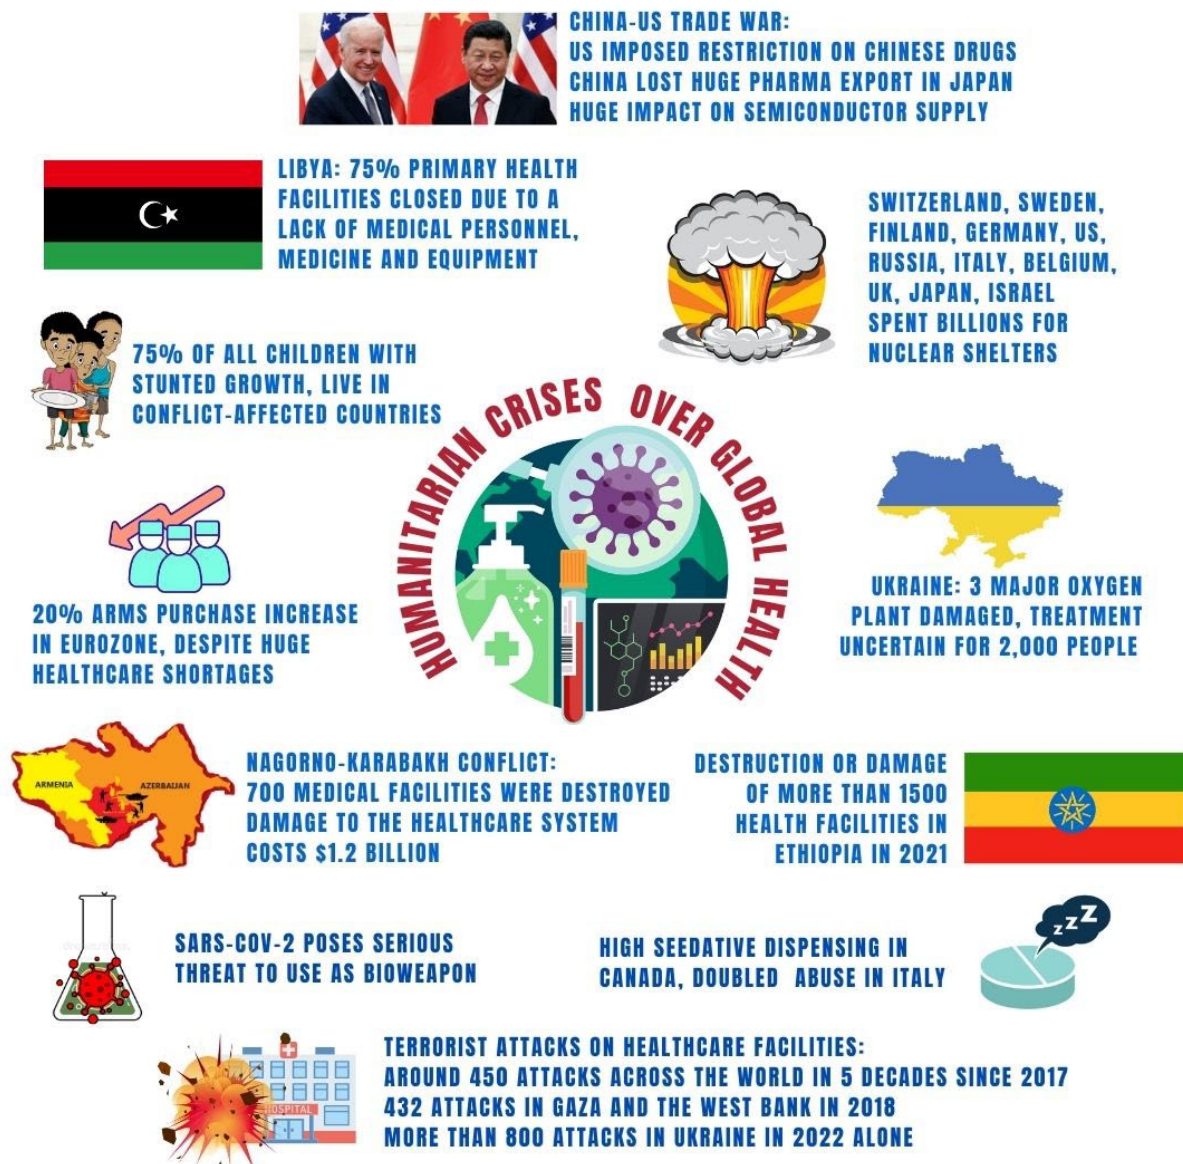 CHINA-US TRADE WAR:
US IMPOSED RESTRICTION ON CHINESE DRUGS
CHINA LOST HUGE PHARMA EXPORT IN JAPAN
HUGE IMPACT ON SEMICONDUCTOR SUPPLY
LIBYA: 75% PRIMARY HEALTH
FACILITIES CLOSED DUE TO A
LACK OF MEDICAL PERSONNEL,
MEDICINE AND EQUIPMENT
SWITZERLAND, SWEDEN,
FINLAND, GERMANY, US,
RUSSIA, ITALY, BELGIUM,
UK, JAPAN, ISRAEL
SPENT BILLIONS FOR
NUCLEAR SHELTERS
75% OF ALL CHILDREN WITH
STUNTED GROWTH, LIVE IN
CONFLICT-AFFECTED COUNTRIES
HUMANITARIAN CRISES OVER GLOBAL HEALTH
20% ARMS PURCHASE INCREASE
IN EUROZONE, DESPITE HUGE
HEALTHCARE SHORTAGES
UKRAINE: 3 MAJOR OXYGEN
PLANT DAMAGED, TREATMENT
UNCERTAIN FOR 2,000 PEOPLE
ARMENIA
AZERBAIJAN
NAGORNO-KARABAKH CONFLICT:
700 MEDICAL FACILITIES WERE DESTROYED
DAMAGE TO THE HEALTHCARE SYSTEM
COSTS $1.2 BILLION
DESTRUCTION OR DAMAGE
OF MORE THAN 1500
HEALTH FACILITIES IN
ETHIOPIA IN 2021
SARS-COV-2 POSES SERIOUS
THREAT TO USE AS BIOWEAPON
HIGH SEEDATIVE DISPENSING IN
CANADA, DOUBLED ABUSE IN ITALY
zzZ
TERRORIST ATTACKS ON HEALTHCARE FACILITIES:
AROUND 450 ATTACKS ACROSS THE WORLD IN 5 DECADES SINCE 2017
432 ATTACKS IN GAZA AND THE WEST BANK IN 2018
MORE THAN 800 ATTACKS IN UKRAINE IN 2022 ALONE
HOSPITAL